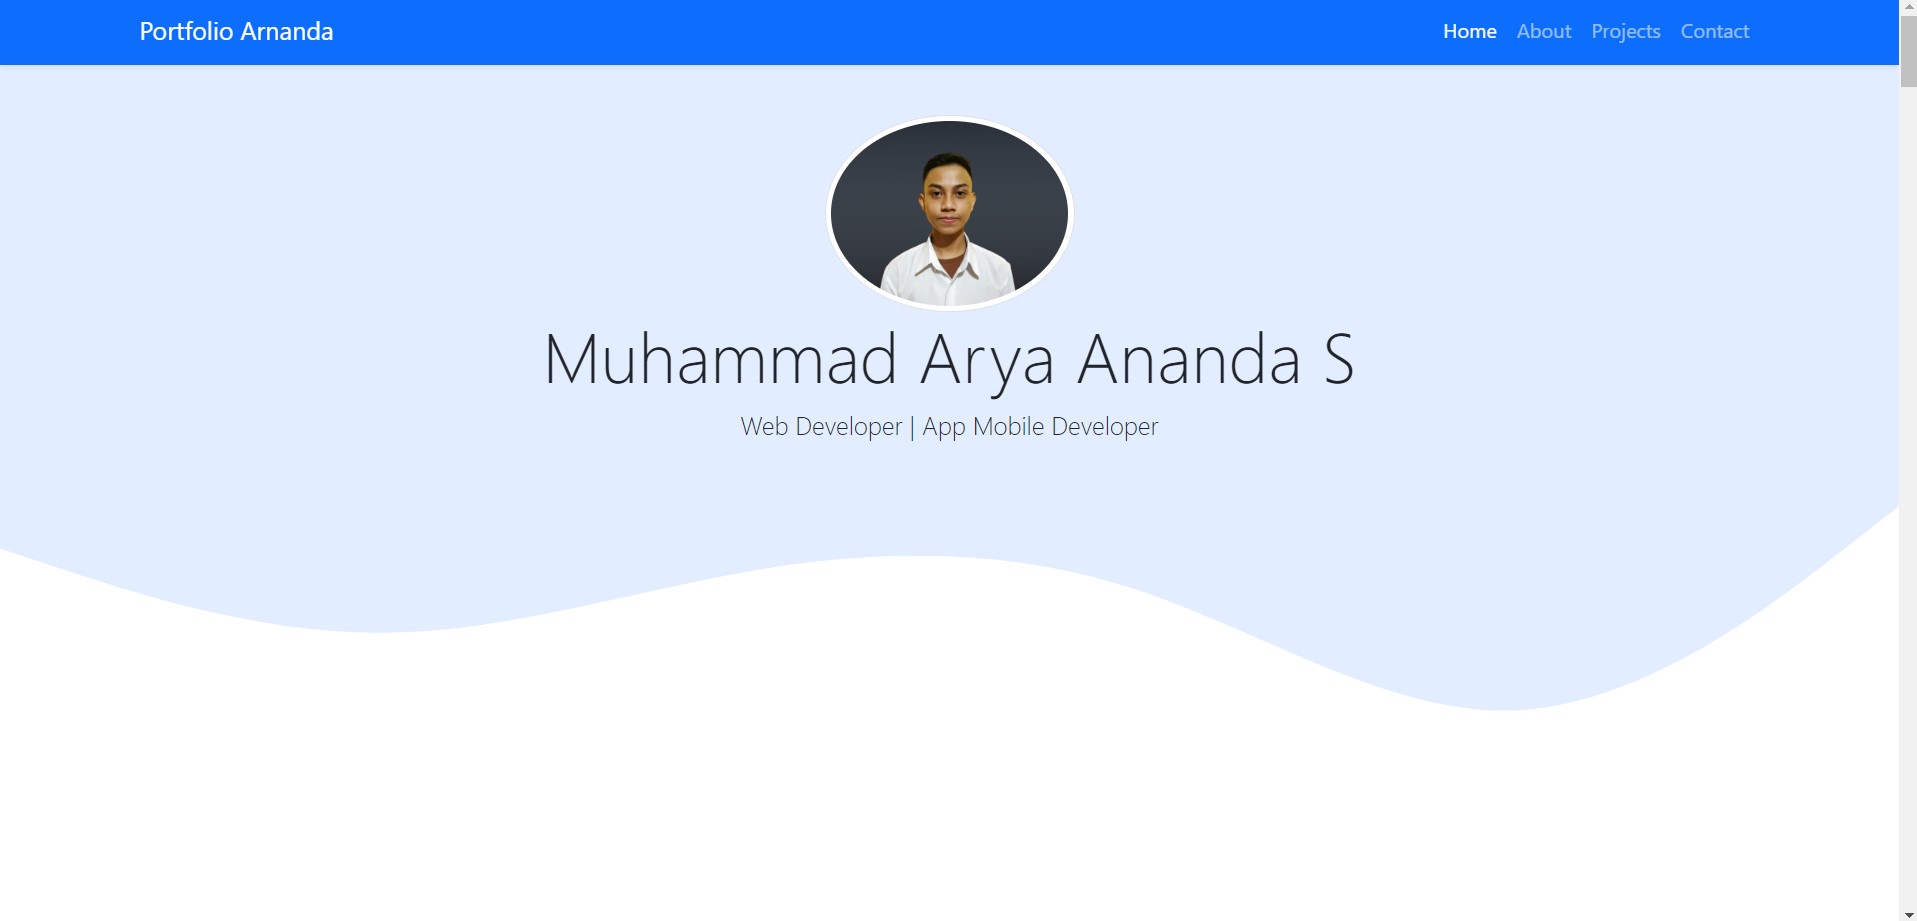 Portfolio Arnanda
Home About Projects Contact
Muhammad Arya Ananda S
Web Developer | App Mobile Developer